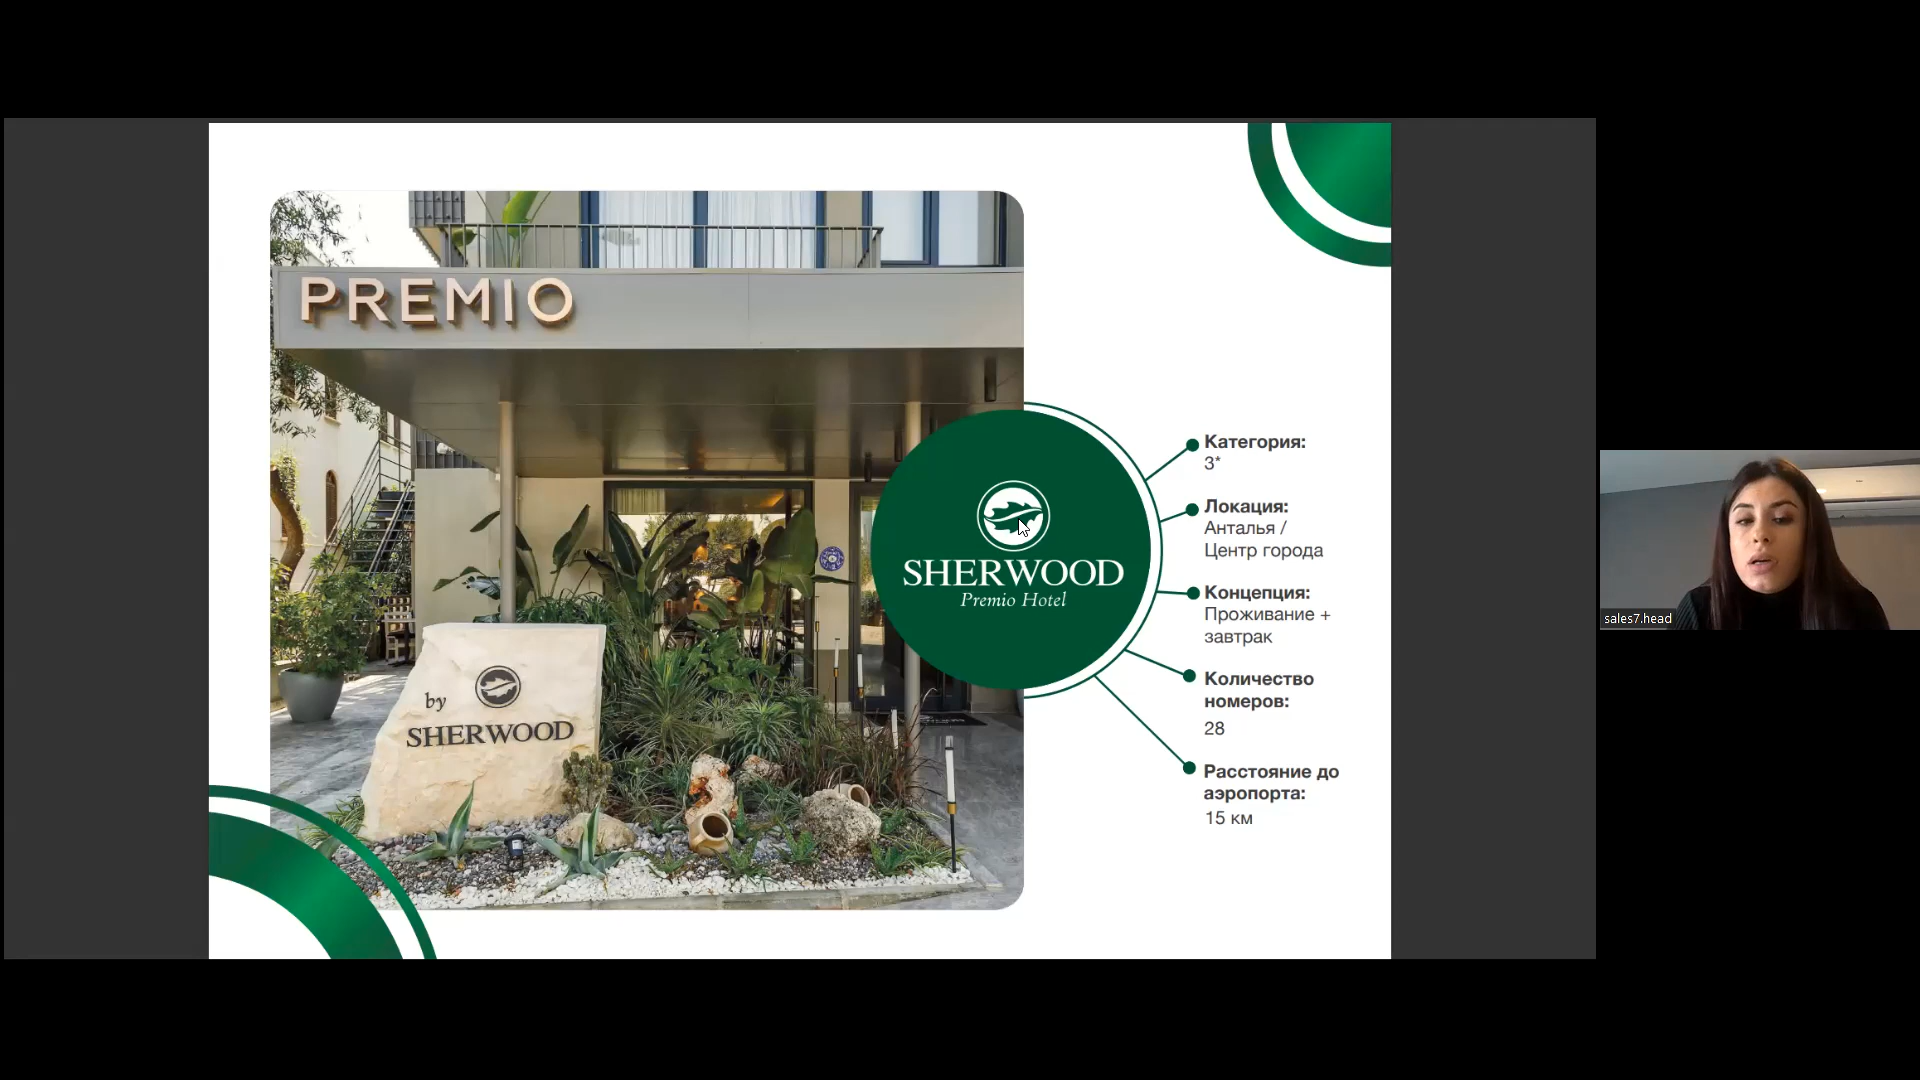 PREMIO
by
SHERWOOD
SHERWOOD
Premio Hotel
Категория:
3*
Локация:
Анталья /
Центр города
Концепция:
Проживание +
завтрак
Количество
номеров:
28
Расстояние до
аэропорта:
15 км
sales7.head